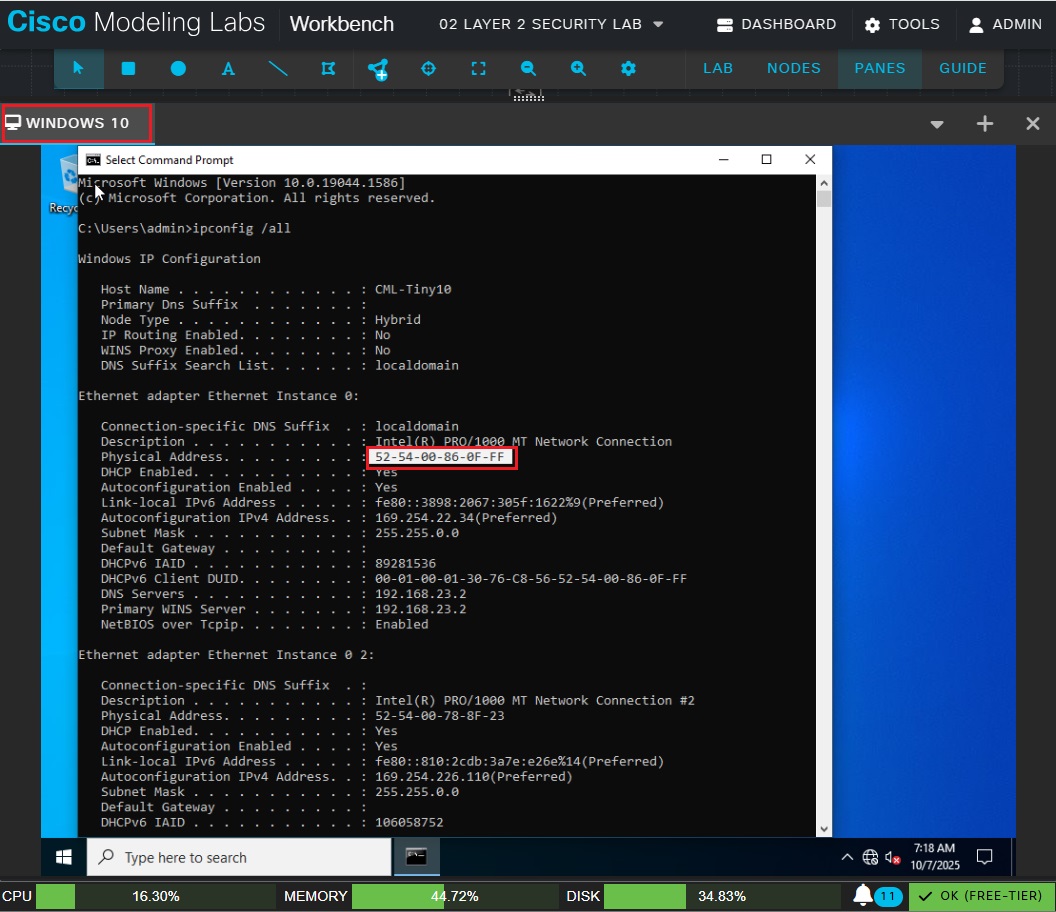 Cisco Modeling Labs Workbench 02 LAYER 2 SECURITY LAB DASHBOARD TOOLS ADMIN
A LAB NODES PANES GUIDE
WINDOWS 10
Select Command Prompt
Microsoft Windows [Version 10.0.19044.1586]
(c) Microsoft Corporation. All rights reserved.
C:\Users\admin>ipconfig /all
Windows IP Configuration
Host Name . . . . . . . . . . . . : CML-Tiny10
Primary Dns Suffix . . . . . . . :
Node Type . . . . . . . . . . . . : Hybrid
IP Routing Enabled. . . . . . . . : No
WINS Proxy Enabled. . . . . . . . : No
DNS Suffix Search List. . . . . . : localdomain
Ethernet adapter Ethernet Instance 0:
Connection-specific DNS Suffix . : localdomain
Description . . . . . . . . . . . : Intel(R) PRO/1000 MT Network Connection
Physical Address. . . . . . . . . : 52-54-00-86-0F-FF
DHCP Enabled. . . . . . . . . . . : Yes
Autoconfiguration Enabled . . . . : Yes
Link-local IPv6 Address . . . . . : fe80::3898:2067:305f:1622%9(Preferred)
Autoconfiguration IPv4 Address. . : 169.254.22.34(Preferred)
Subnet Mask . . . . . . . . . . . : 255.255.0.0
Default Gateway . . . . . . . . . :
DHCPv6 IAID . . . . . . . . . . . : 89281536
DHCPv6 Client DUID. . . . . . . . : 00-01-00-01-30-76-C8-56-52-54-00-86-0F-FF
DNS Servers . . . . . . . . . . . : 192.168.23.2
Primary WINS Server . . . . . . . : 192.168.23.2
NetBIOS over Tcpip. . . . . . . . : Enabled
Ethernet adapter Ethernet Instance 0 2:
Connection-specific DNS Suffix . :
Description . . . . . . . . . . . : Intel(R) PRO/1000 MT Network Connection #2
Physical Address. . . . . . . . . : 52-54-00-78-8F-23
DHCP Enabled. . . . . . . . . . . : Yes
Autoconfiguration Enabled . . . . : Yes
Link-local IPv6 Address . . . . . : fe80::810:2cdb:3a7e:e26e%14(Preferred)
Autoconfiguration IPv4 Address. . : 169.254.226.110(Preferred)
Subnet Mask . . . . . . . . . . . : 255.255.0.0
Default Gateway . . . . . . . . . :
DHCPv6 IAID . . . . . . . . . . . : 106058752
Type here to search
7:18 AM
10/7/2025
CPU 16.30% MEMORY 44.72% DISK 34.83% 11 OK (FREE-TIER)